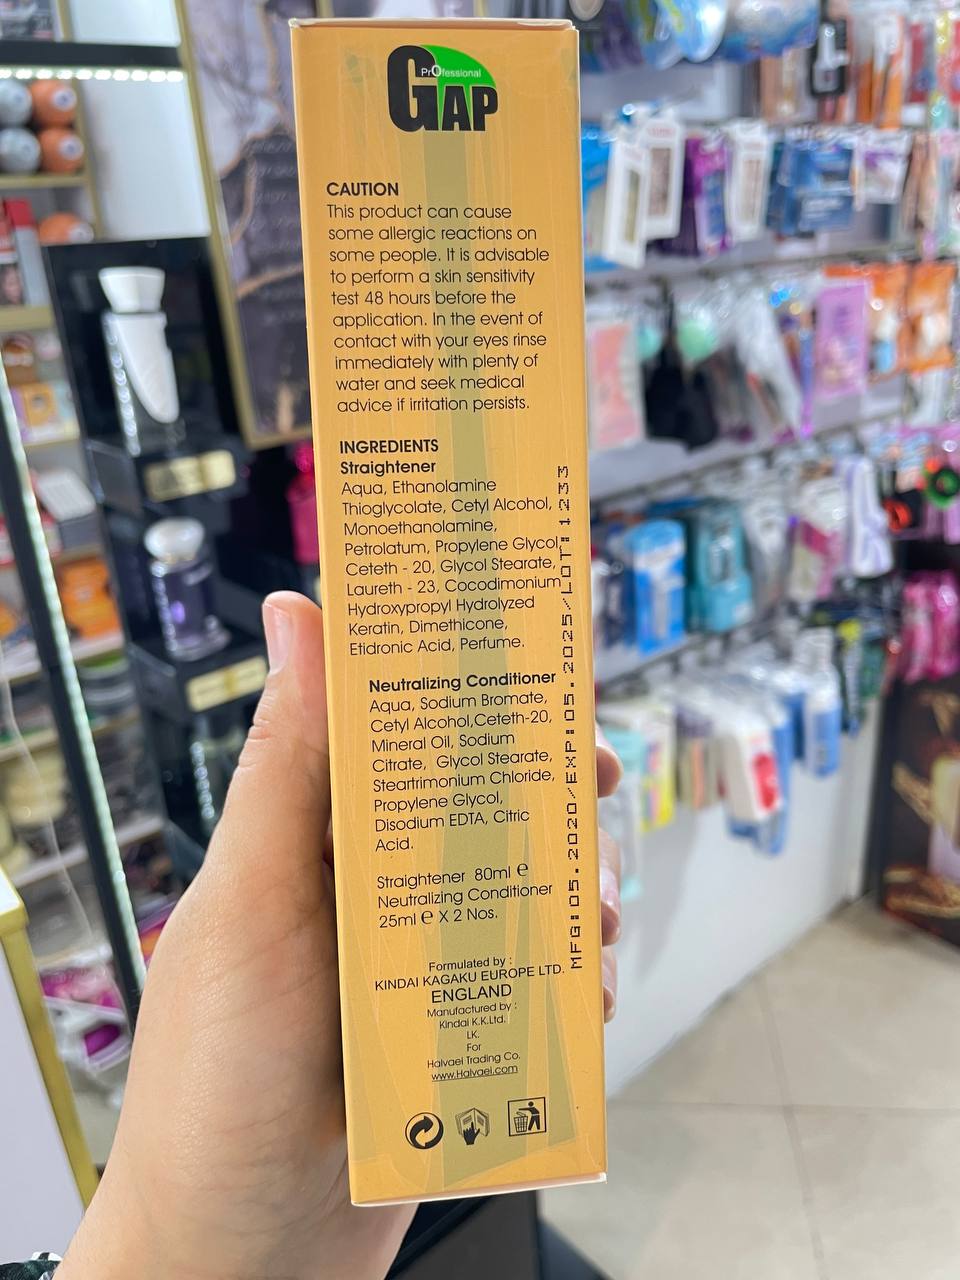 PrOfessional
GAP
CAUTION
This product can cause
some allergic reactions on
some people. It is advisable
to perform a skin sensitivity
test 48 hours before the
application. In the event of
contact with your eyes rinse
immediately with plenty of
water and seek medical
advice if irritation persists.
INGREDIENTS
Straightener
Aqua, Ethanolamine
Thioglycolate, Cetyl Alcohol,
Monoethanolamine,
Petrolatum, Propylene Glycol,
Ceteth - 20, Glycol Stearate,
Laureth - 23, Cocodimonium
Hydroxypropyl Hydrolyzed
Keratin, Dimethicone,
Etidronic Acid, Perfume.
Neutralizing Conditioner
Aqua, Sodium Bromate,
Cetyl Alcohol,Ceteth-20,
Mineral Oil, Sodium
Citrate, Glycol Stearate,
Steartrimonium Chloride,
Propylene Glycol,
Disodium EDTA, Citric
Acid.
Straightener 80ml ℮
Neutralizing Conditioner
25ml ℮ X 2 Nos.
Formulated by :
KINDAI KAGAKU EUROPE LTD.
ENGLAND
Manufactured by :
Kindai K.K.Ltd.
LK.
For
Halvaei Trading Co.
www.Halvaei.com
MFG:05.2020/EXP:05.2025/LOT:1233